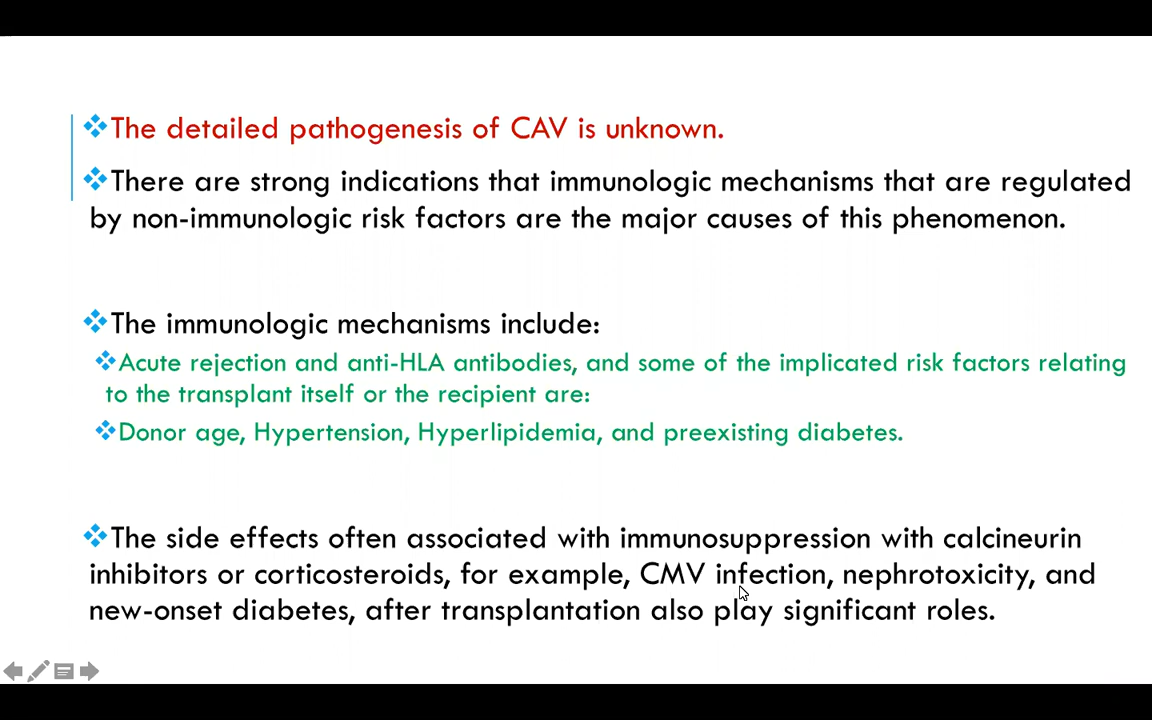 ❖The detailed pathogenesis of CAV is unknown.
❖There are strong indications that immunologic mechanisms that are regulated
by non-immunologic risk factors are the major causes of this phenomenon.
❖The immunologic mechanisms include:
❖Acute rejection and anti-HLA antibodies, and some of the implicated risk factors relating
to the transplant itself or the recipient are:
❖Donor age, Hypertension, Hyperlipidemia, and preexisting diabetes.
❖The side effects often associated with immunosuppression with calcineurin
inhibitors or corticosteroids, for example, CMV infection, nephrotoxicity, and
new-onset diabetes, after transplantation also play significant roles.